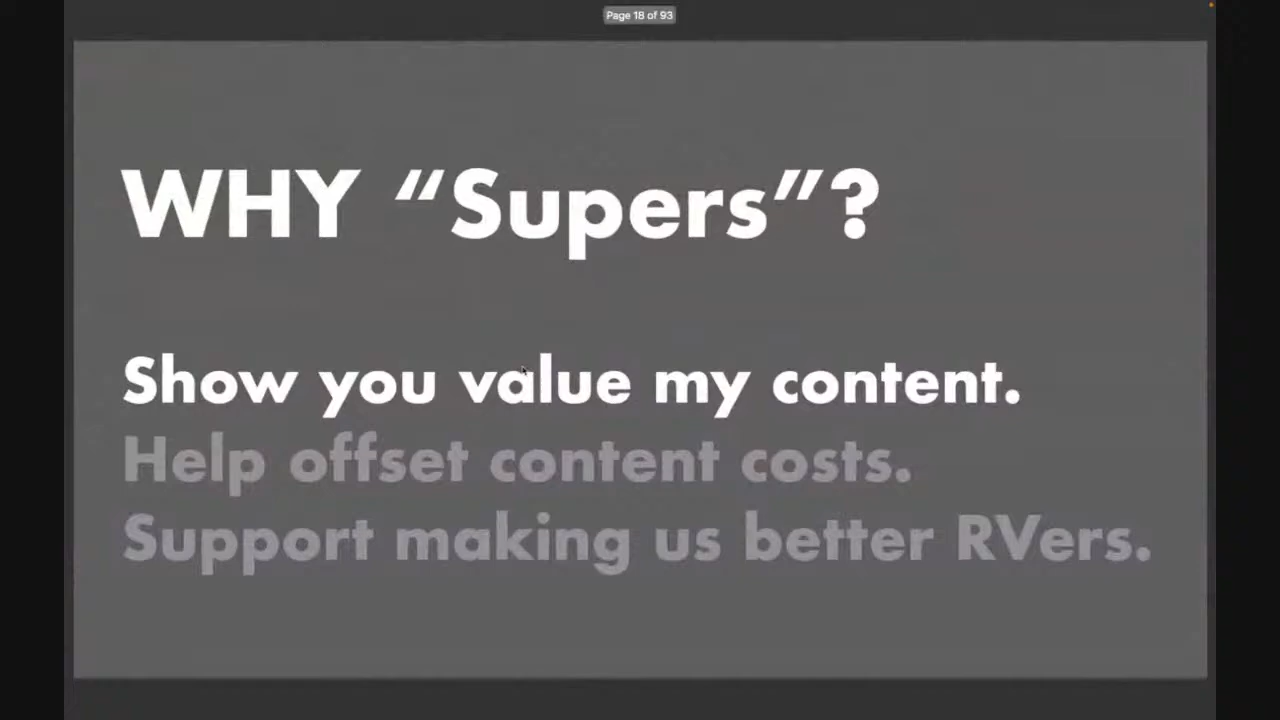 Page 18 of 93
WHY “Supers”?
Show you value my content.
Help offset content costs.
Support making us better RVers.